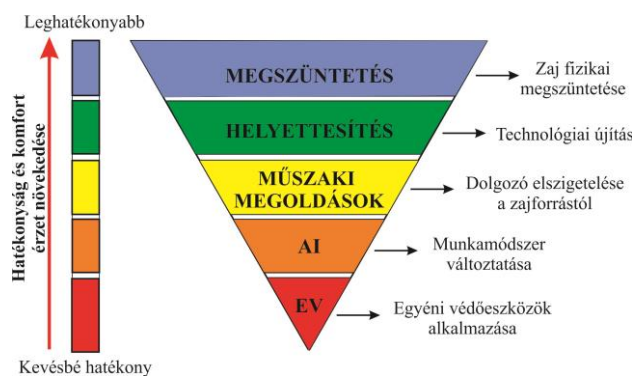 Leghatékonyabb
Hatékonyság és komfort
érzet növekedése
MEGSZÜNTETÉS
Zaj fizikai
megszüntetése
HELYETTESÍTÉS
Technológiai újítás
MŰSZAKI
MEGOLDÁSOK
Dolgozó elszigetelése
a zajforrástól
AI
Munkamódszer
változtatása
EV
Egyéni védőeszközök
alkalmazása
Kevésbé hatékony